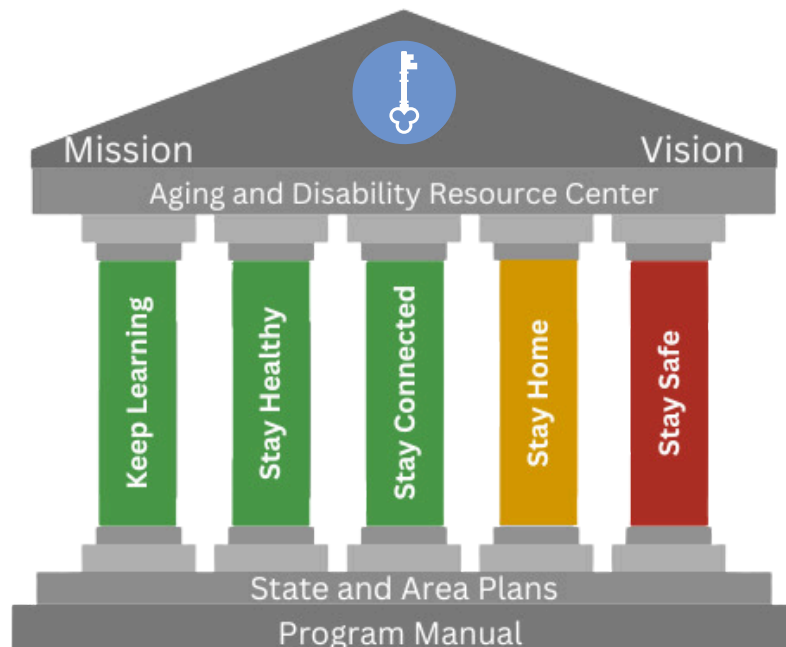 Mission
Vision
Aging and Disability Resource Center
Keep Learning
Stay Healthy
Stay Connected
Stay Home
Stay Safe
State and Area Plans
Program Manual